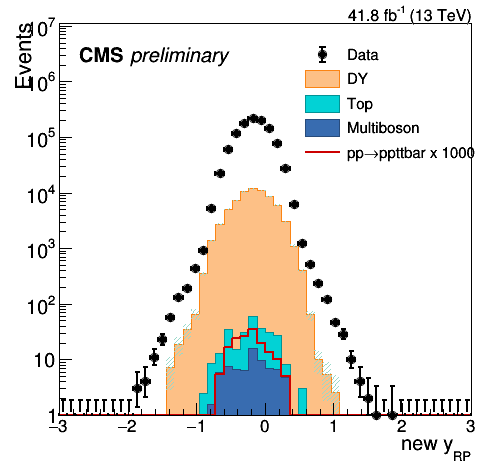 41.8 fb⁻¹ (13 TeV)
Events
CMS preliminary
Data
DY
Top
Multiboson
pp→ppttbar x 1000
10⁷
10⁶
10⁵
10⁴
10³
10²
10
1
−3 −2 −1 0 1 2 3
new y_RP